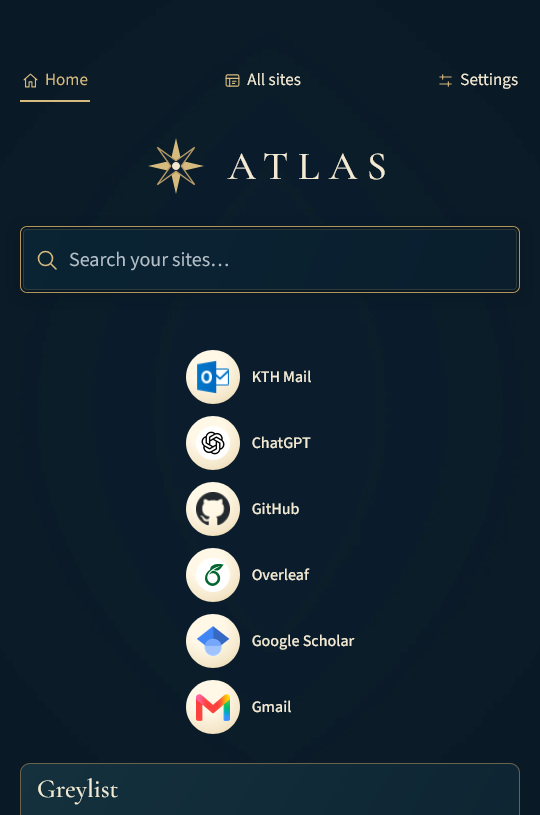 Home
All sites
Settings
ATLAS
Search your sites…
KTH Mail
ChatGPT
GitHub
Overleaf
Google Scholar
Gmail
Greylist